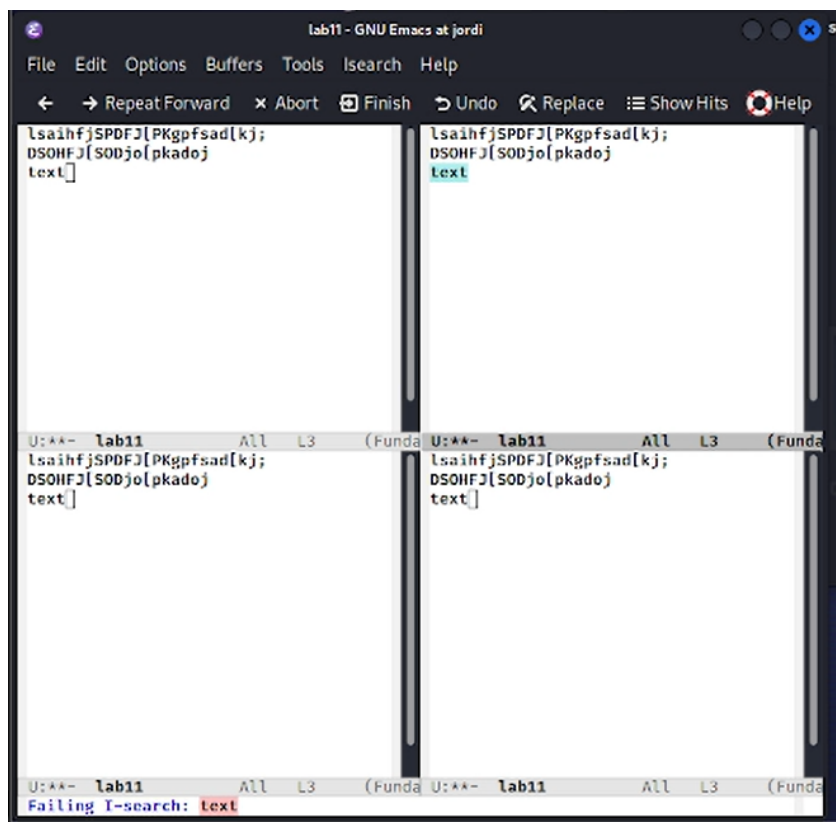 lab11 - GNU Emacs at jordi
File Edit Options Buffers Tools Isearch Help
Repeat Forward Abort Finish Undo Replace Show Hits Help
lsaihfjSPDFJ[PKgpfsad[kj;
DSOHFJ[SODjo[pkadoj
text
U:**- lab11 All L3 (Funda
lsaihfjSPDFJ[PKgpfsad[kj;
DSOHFJ[SODjo[pkadoj
text
U:**- lab11 All L3 (Funda
lsaihfjSPDFJ[PKgpfsad[kj;
DSOHFJ[SODjo[pkadoj
text
U:**- lab11 All L3 (Funda
lsaihfjSPDFJ[PKgpfsad[kj;
DSOHFJ[SODjo[pkadoj
text
U:**- lab11 All L3 (Funda
Failing I-search: text